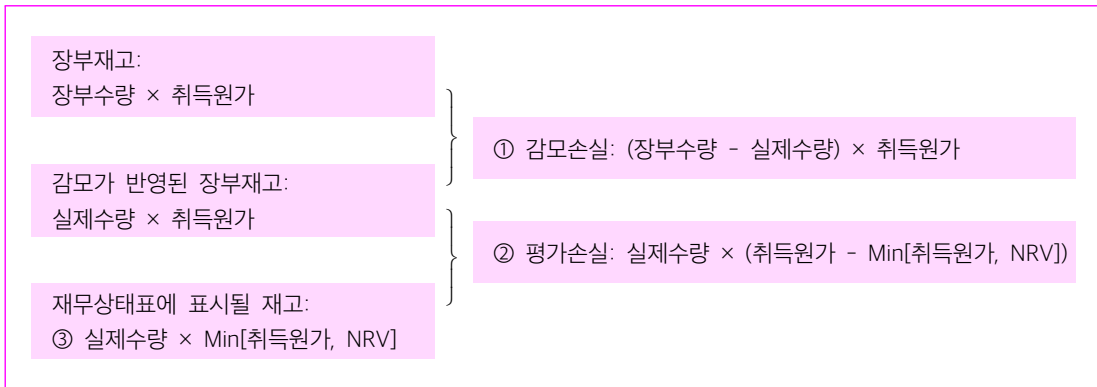 장부재고:
장부수량 × 취득원가
① 감모손실: (장부수량 - 실제수량) × 취득원가
감모가 반영된 장부재고:
실제수량 × 취득원가
② 평가손실: 실제수량 × (취득원가 - Min[취득원가, NRV])
재무상태표에 표시될 재고:
③ 실제수량 × Min[취득원가, NRV]